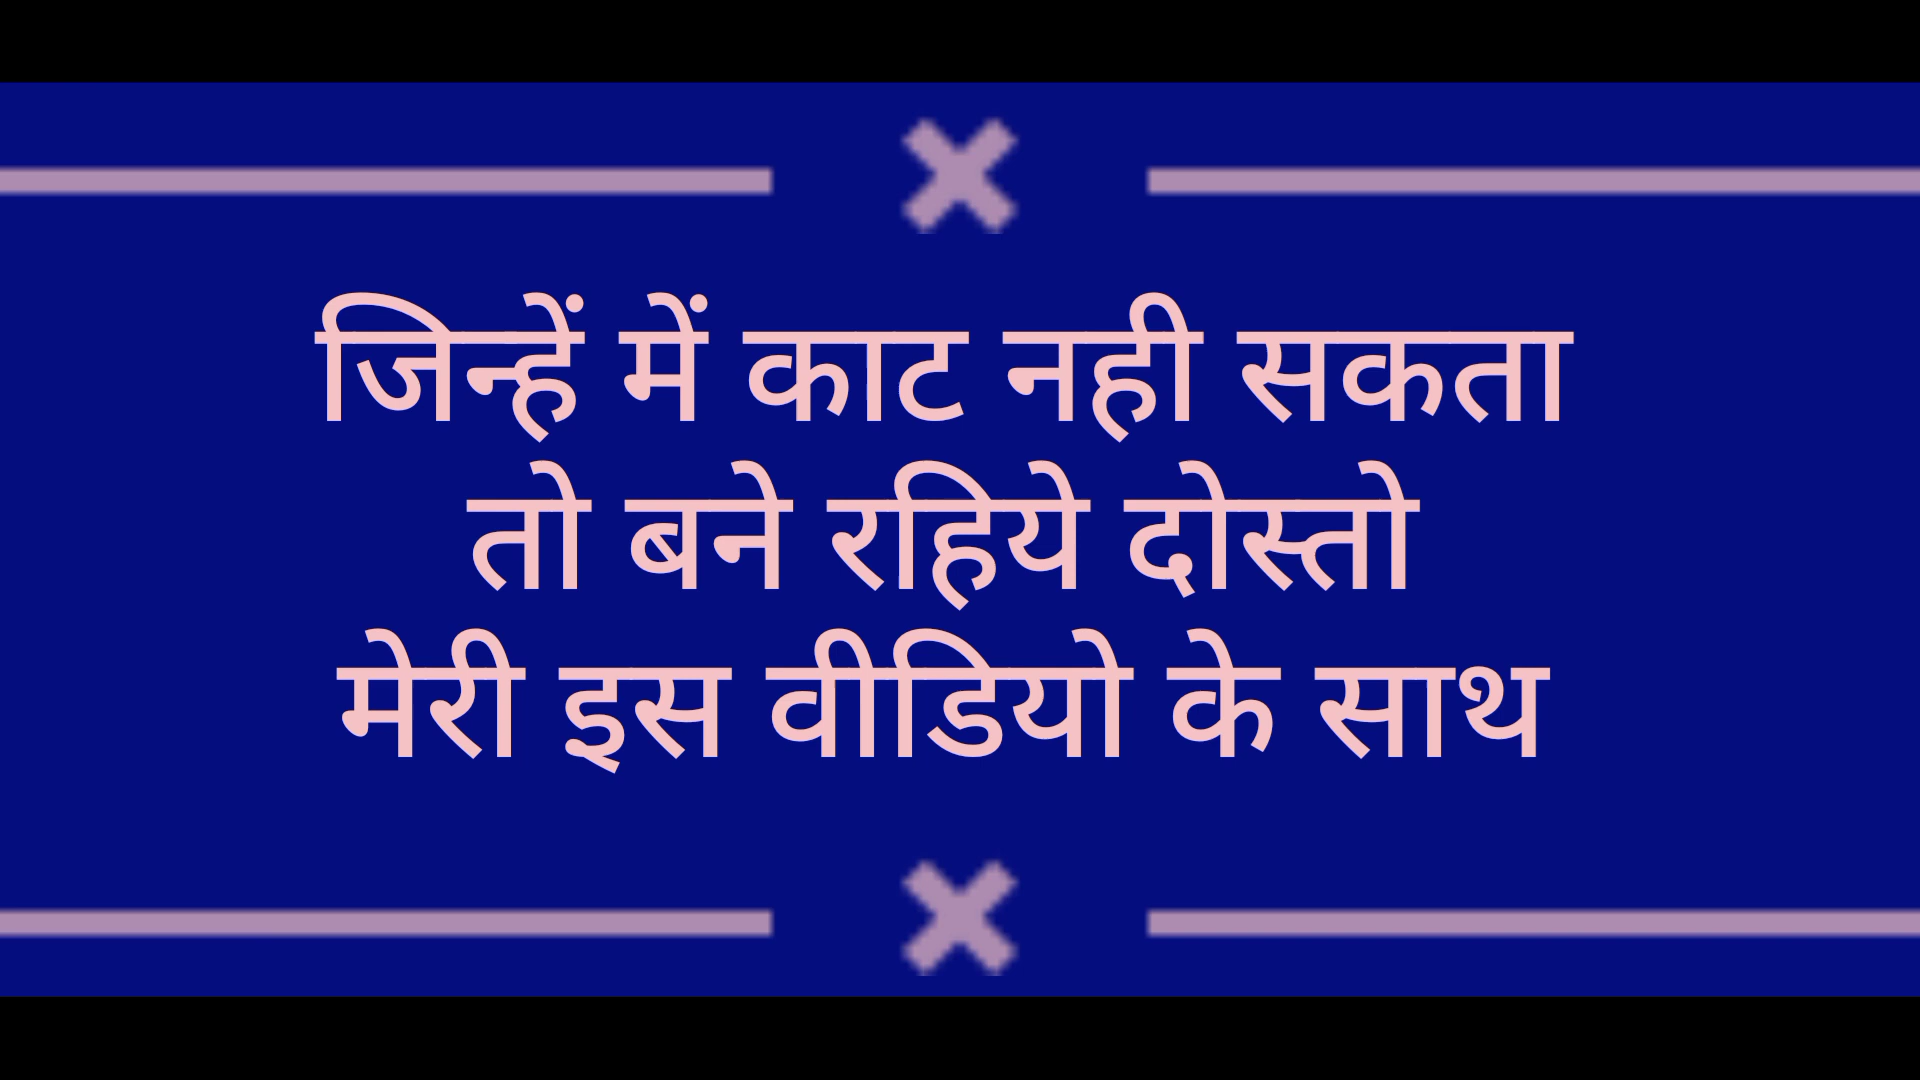 जिन्हें में काट नही सकता
तो बने रहिये दोस्तो
मेरी इस वीडियो के साथ